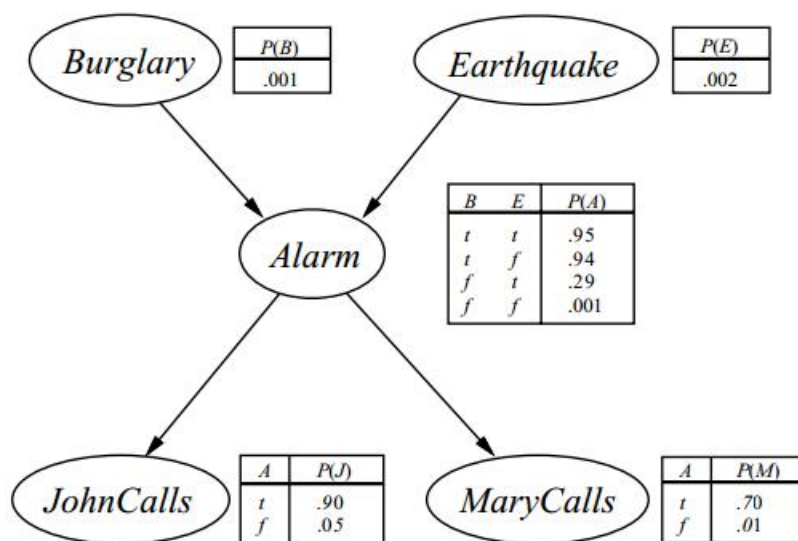 Burglary
P(B)
.001
Earthquake
P(E)
.002
Alarm
B E P(A)
t t .95
t f .94
f t .29
f f .001
JohnCalls
A P(J)
t .90
f .05
MaryCalls
A P(M)
t .70
f .01